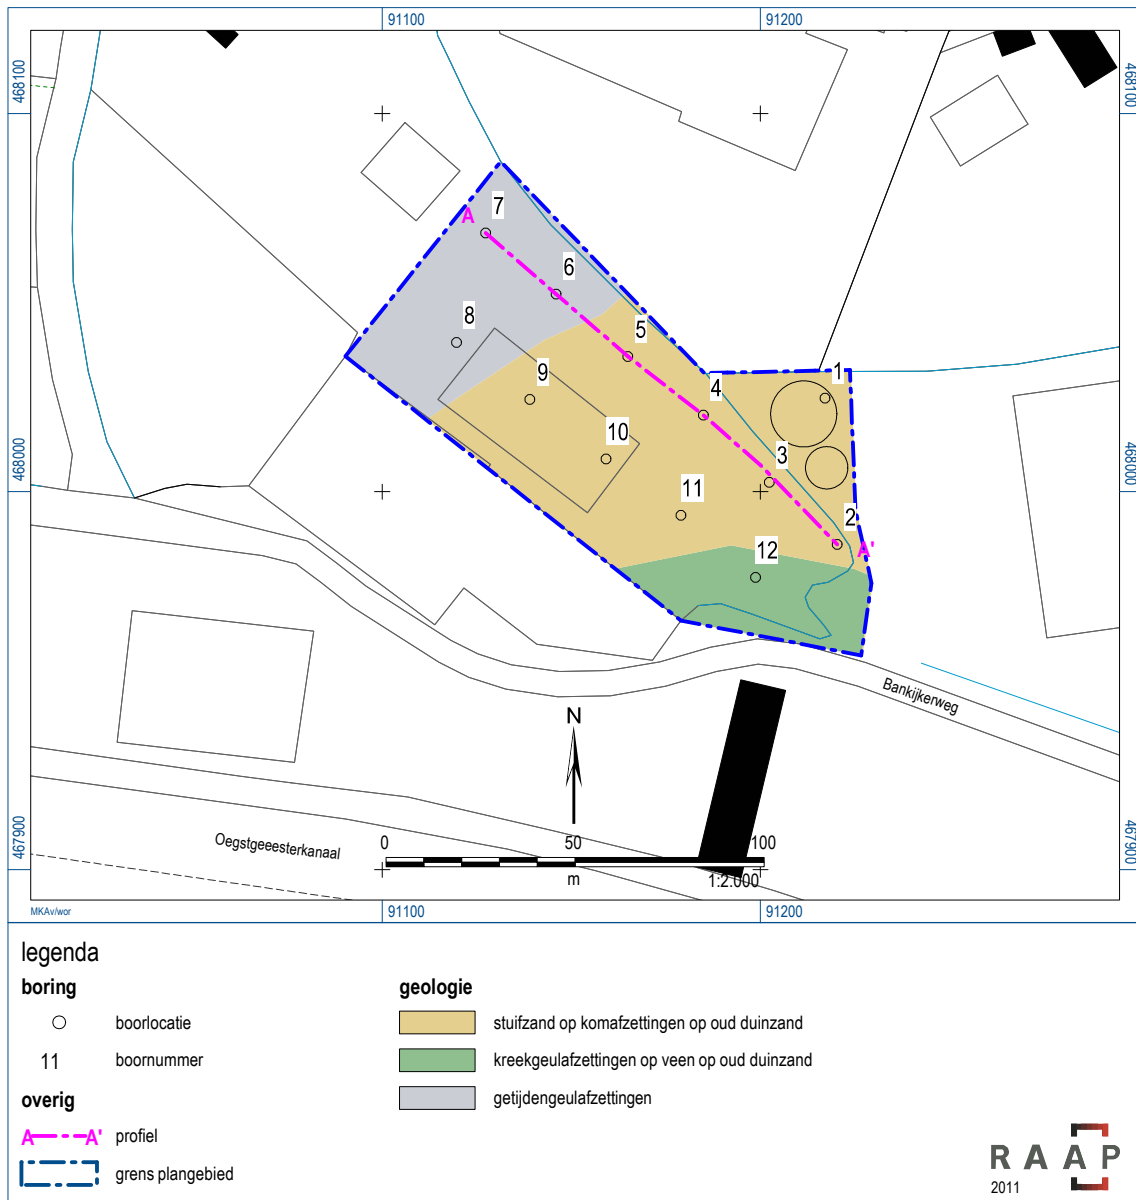 91100
91200
468100
468100
A
7
6
8
5
9
4
1
10
3
11
2
A'
12
468000
468000
Bankijkerweg
N
Oegstgeesterkanaal
0
50
100
m
1:2.000
467900
467900
MKAv/wor
91100
91200
legenda
boring
boorlocatie
11
boornummer
overig
A
A'
profiel
grens plangebied
geologie
stuifzand op komafzettingen op oud duinzand
kreekgeulafzettingen op veen op oud duinzand
getijdengeulafzettingen
RAAP
2011